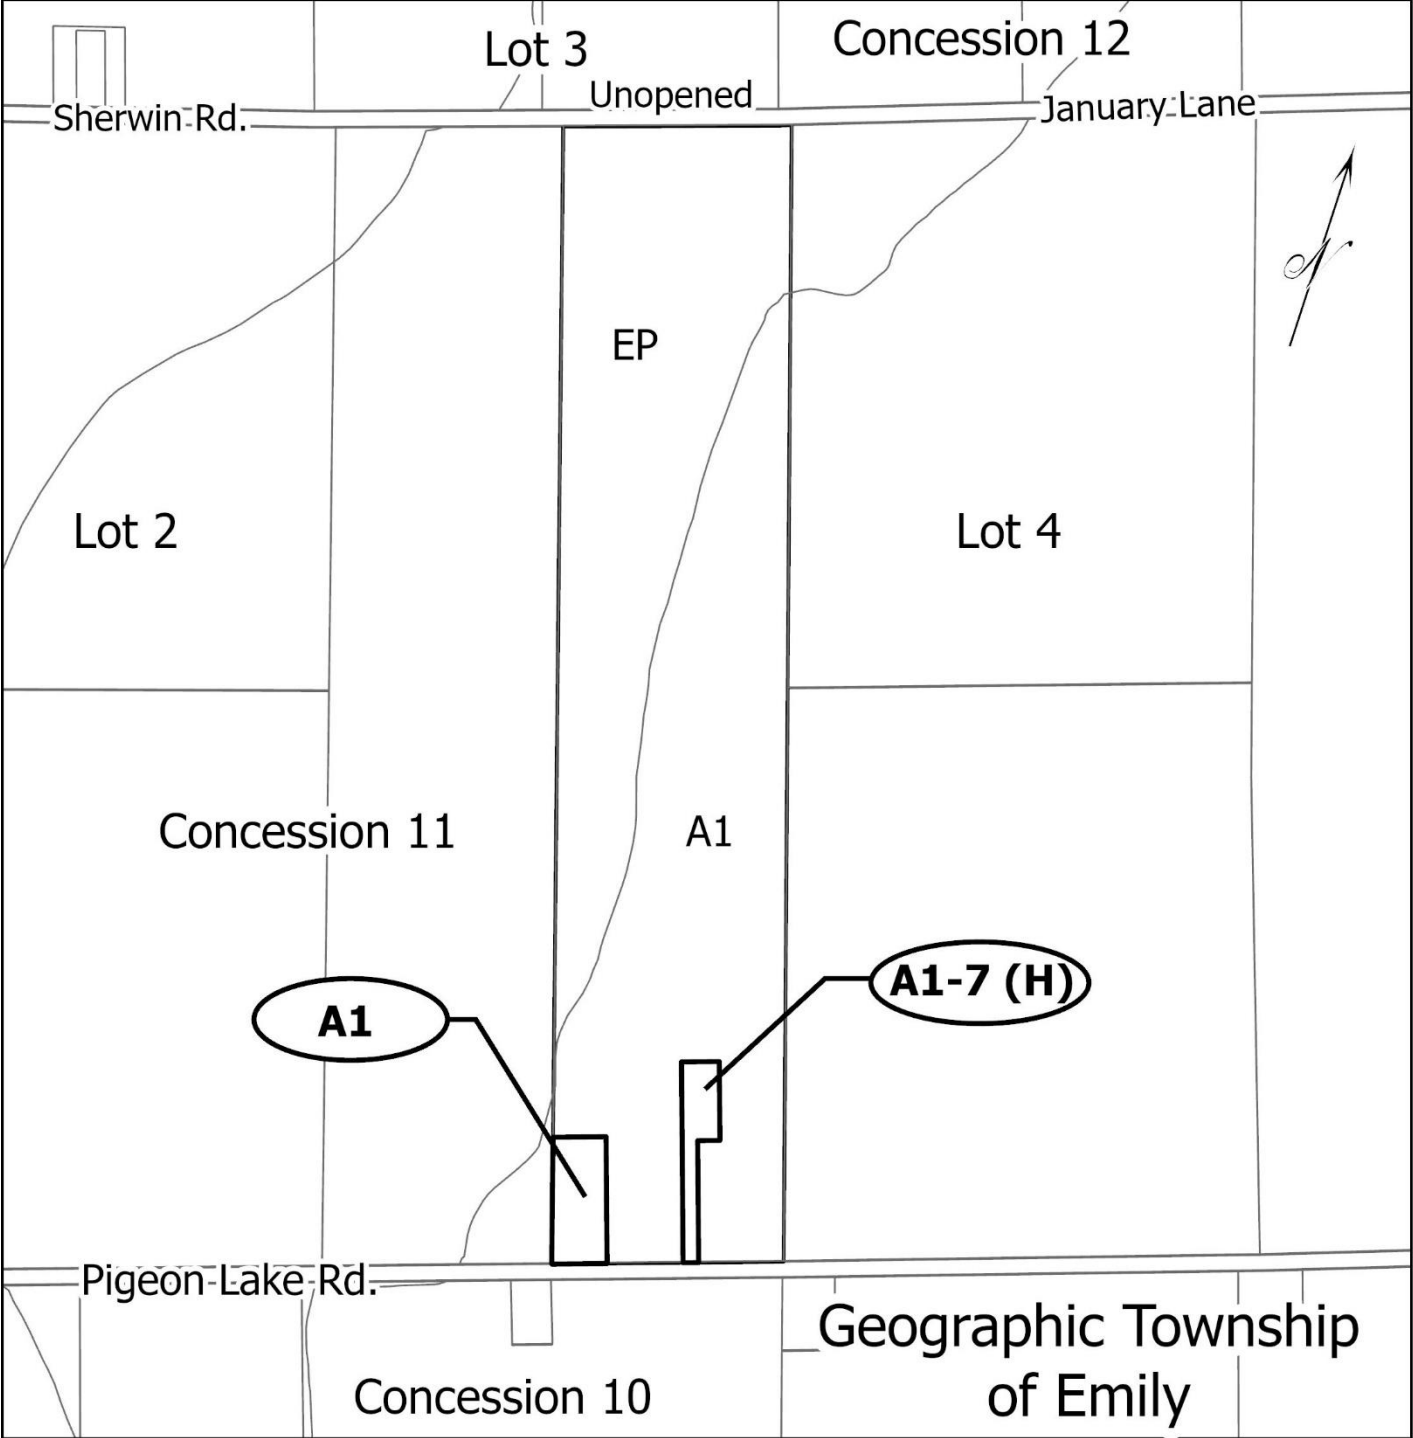 Lot 3
Concession 12
Unopened
Sherwin Rd.
January Lane
EP
Lot 2
Lot 4
Concession 11
A1
A1-7 (H)
A1
Pigeon Lake Rd.
Geographic Township
of Emily
Concession 10